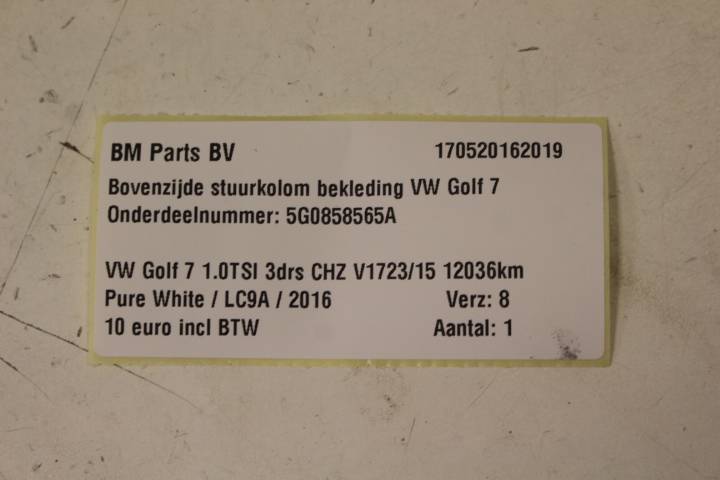 BM Parts BV 170520162019
Bovenzijde stuurkolom bekleding VW Golf 7
Onderdeelnummer: 5G0858565A
VW Golf 7 1.0TSI 3drs CHZ V1723/15 12036km
Pure White / LC9A / 2016 Verz: 8
10 euro incl BTW Aantal: 1